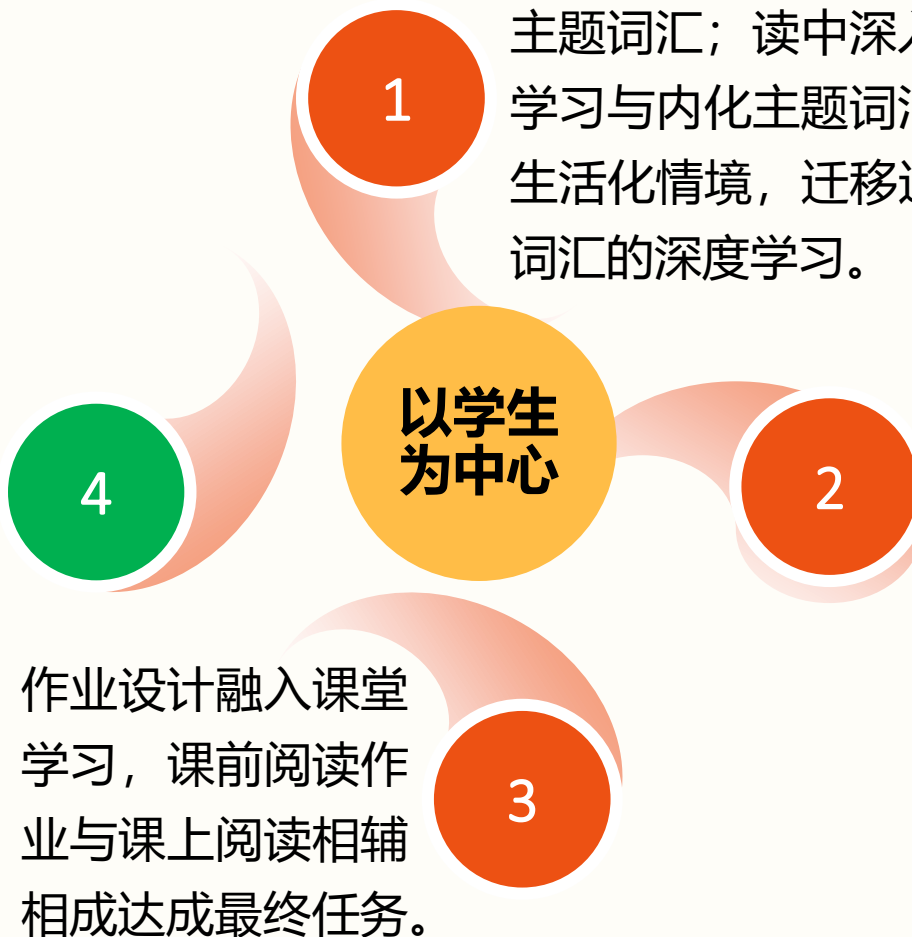 1
主题词汇；读中深
学习与内化主题词
生活化情境，迁移
词汇的深度学习。
以学生
为中心
4
2
作业设计融入课堂
学习，课前阅读作
业与课上阅读相辅
相成达成最终任务。
3